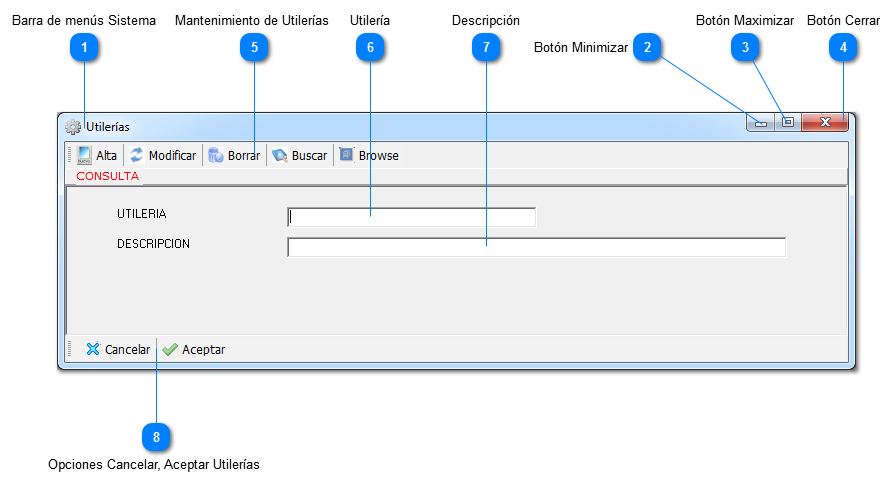 Barra de menús Sistema
Mantenimiento de Utilerías
Utilería
Descripción
Botón Maximizar
Botón Cerrar
1
5
6
7
Botón Minimizar
2
3
4
Utilerías
Alta
Modificar
Borrar
Buscar
Browse
CONSULTA
UTILERIA
DESCRIPCION
Cancelar
Aceptar
8
Opciones Cancelar, Aceptar Utilerías